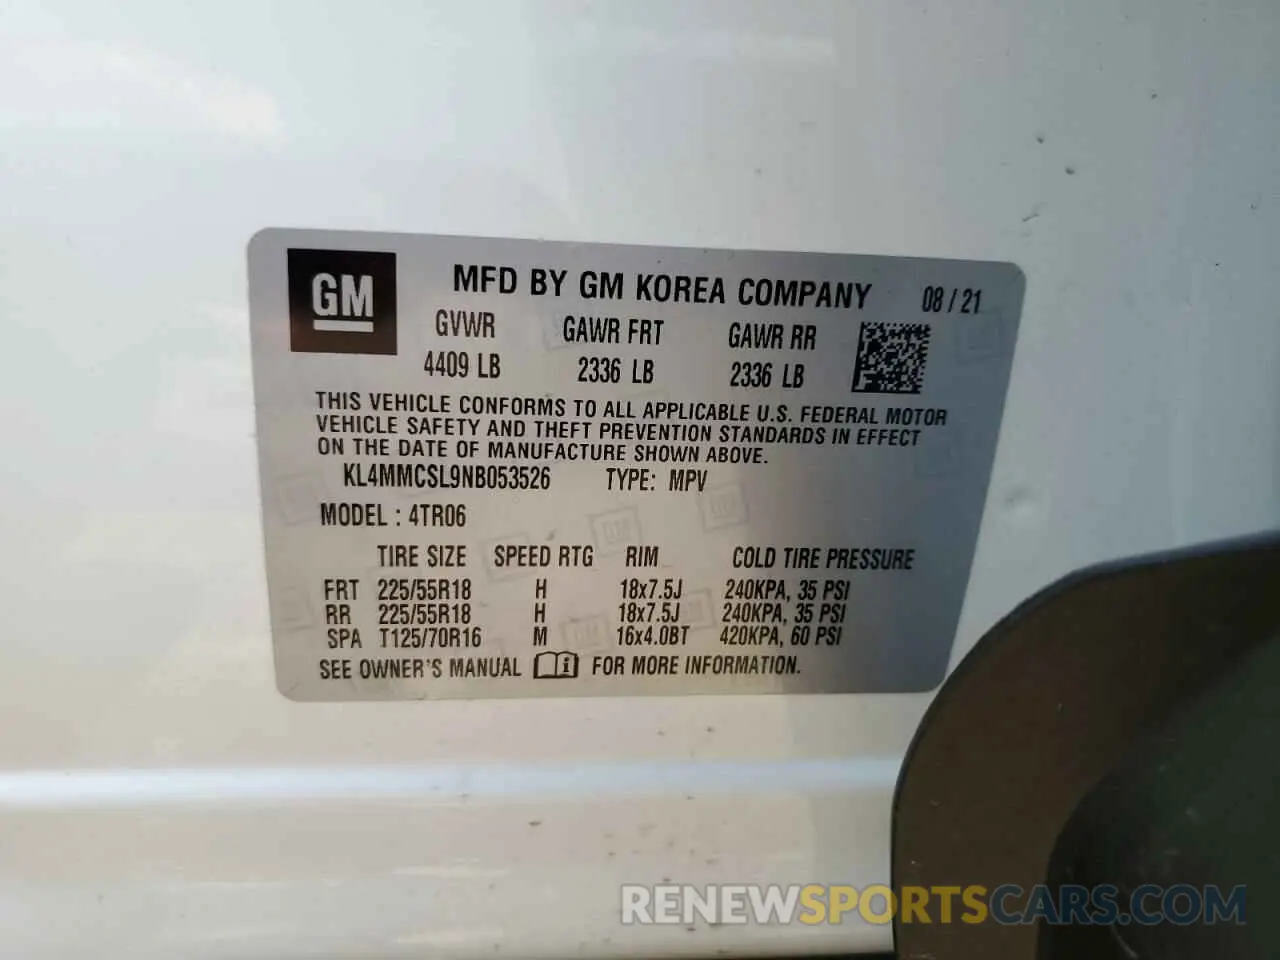 GM
MFD BY GM KOREA COMPANY 08 / 21
GVWR GAWR FRT GAWR RR
4409 LB 2336 LB 2336 LB
THIS VEHICLE CONFORMS TO ALL APPLICABLE U.S. FEDERAL MOTOR
VEHICLE SAFETY AND THEFT PREVENTION STANDARDS IN EFFECT
ON THE DATE OF MANUFACTURE SHOWN ABOVE.
KL4MMCSL9NB053526 TYPE: MPV
MODEL : 4TR06
TIRE SIZE SPEED RTG RIM COLD TIRE PRESSURE
FRT 225/55R18 H 18x7.5J 240KPA, 35 PSI
RR 225/55R18 H 18x7.5J 240KPA, 35 PSI
SPA T125/70R16 M 16x4.0BT 420KPA, 60 PSI
SEE OWNER'S MANUAL FOR MORE INFORMATION.
RENEWSPORTSCARS.COM